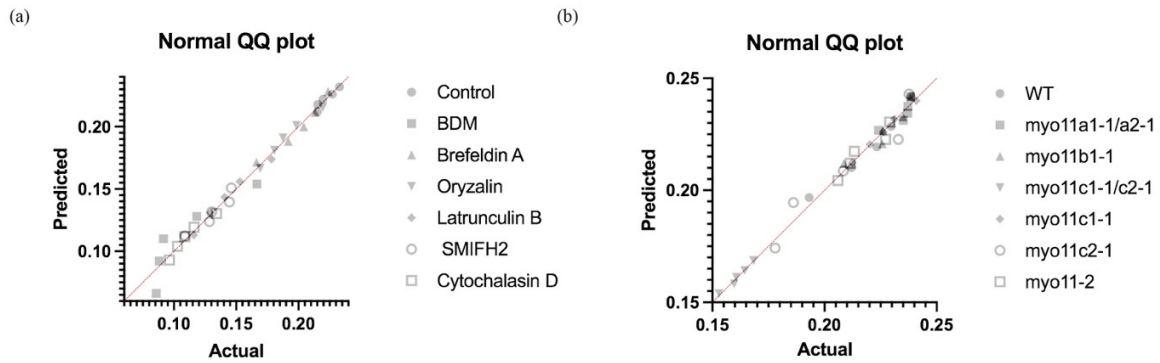 (a)
Normal QQ plot
Predicted
0.20
0.15
0.10
0.10 0.15 0.20
Actual
Control
BDM
Brefeldin A
Oryzalin
Latrunculin B
SMIFH2
Cytochalasin D
(b)
Normal QQ plot
Predicted
0.25
0.20
0.15
0.15 0.20 0.25
Actual
WT
myo11a1-1/a2-1
myo11b1-1
myo11c1-1/c2-1
myo11c1-1
myo11c2-1
myo11-2